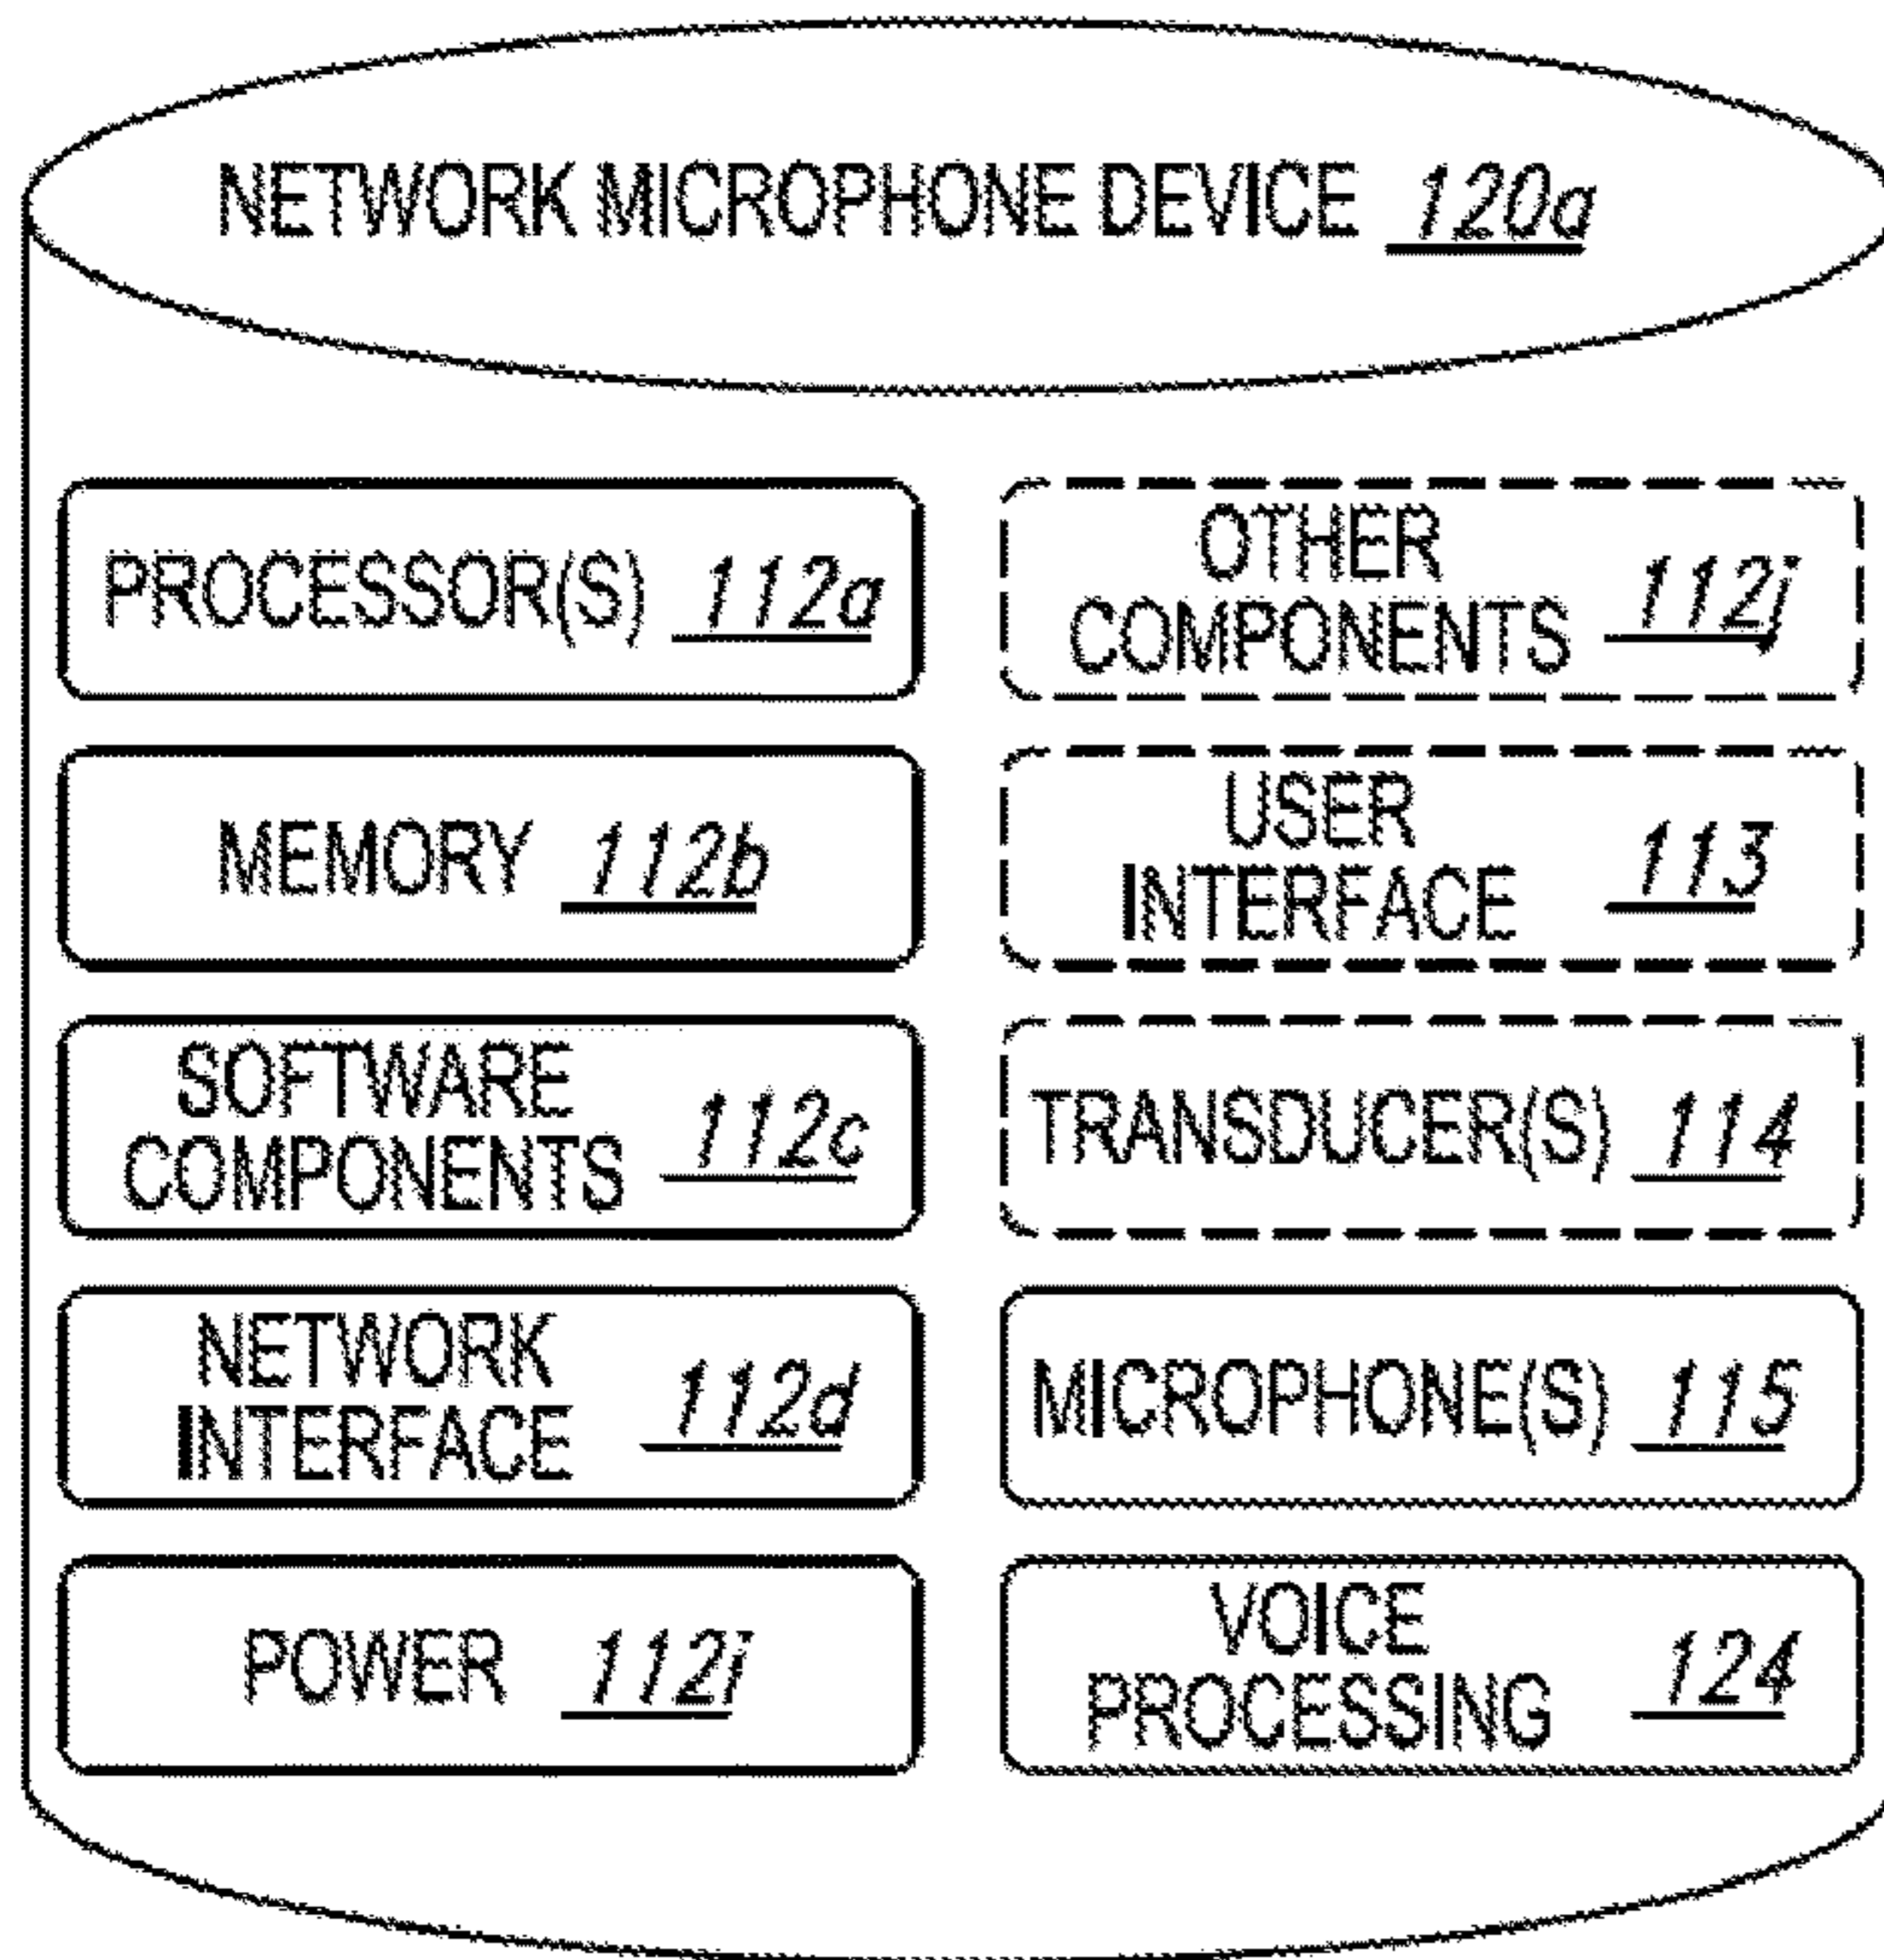 NETWORK MICROPHONE DEVICE 120a
PROCESSOR(S) 112a
MEMORY 112b
SOFTWARE
COMPONENTS 112c
NETWORK
INTERFACE 112d
POWER 112i
OTHER
COMPONENTS 112j
USER
INTERFACE 113
TRANSDUCER(S) 114
MICROPHONE(S) 115
VOICE
PROCESSING 124